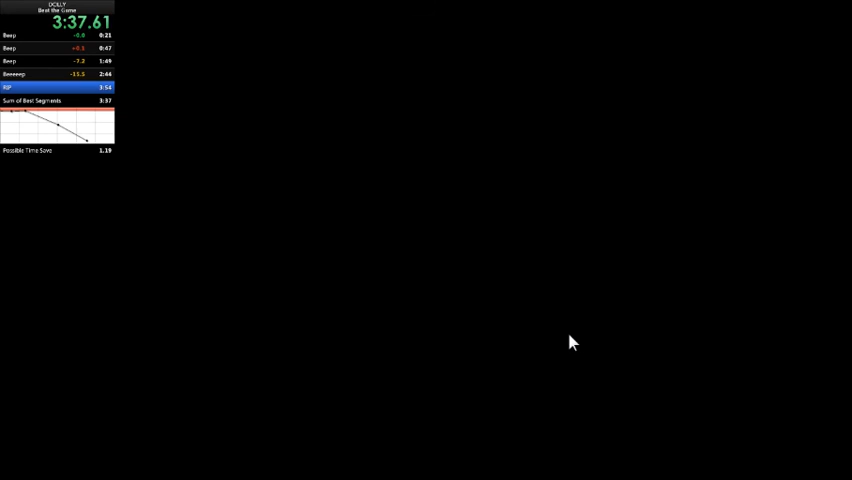 DCILLY
Beat the Game
3:37.61
Beep -0.0 0:21
Beep +0.1 0:47
Beep -7.2 1:49
Beeeeep -15.5 2:44
RIP 3:54
Sum of Best Segments 3:37
Possible Time Save 1.19